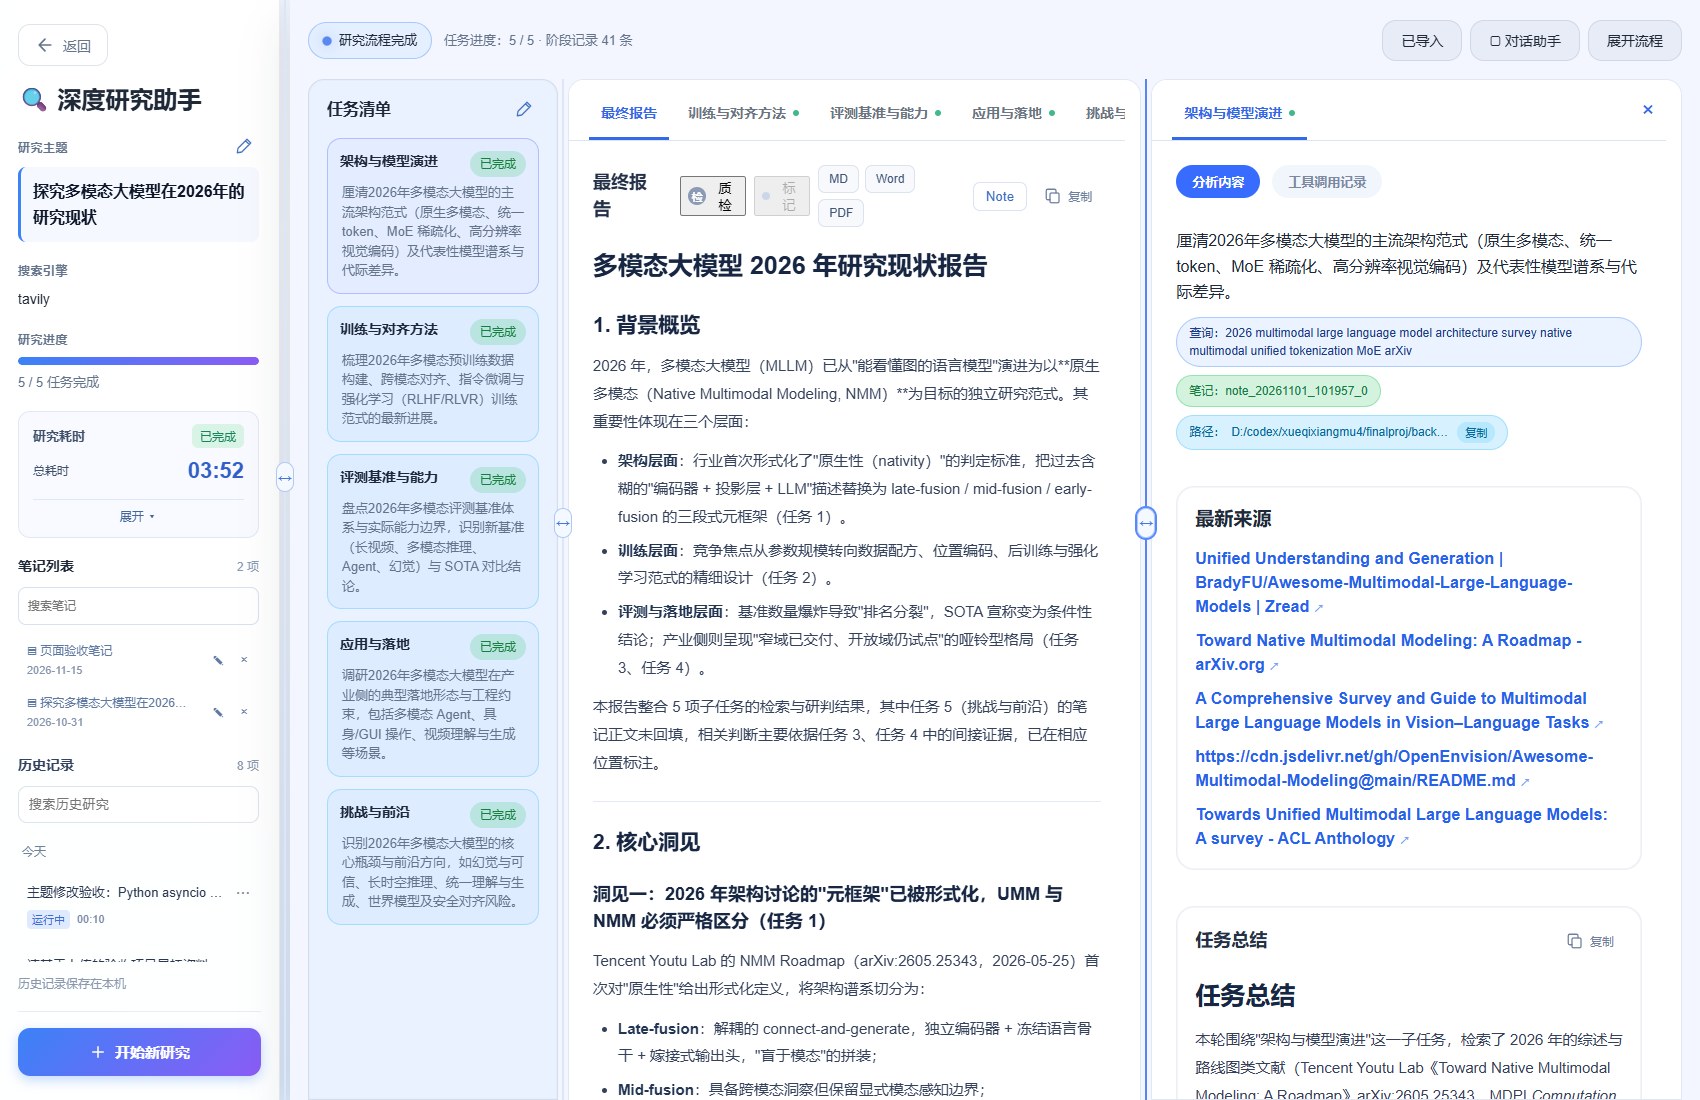 返回
深度研究助手
研究主题
探究多模态大模型在2026年的
研究现状
搜索引擎
tavily
研究进度
5 / 5 任务完成
研究耗时
已完成
总耗时
03:52
展开
笔记列表
2 项
搜索笔记
页面验收笔记
2026-11-15
探究多模态大模型在2026...
2026-10-31
历史记录
8 项
搜索历史研究
今天
主题修改验收：Python asyncio ...
运行中
00:10
历史记录保存在本机
开始新研究
研究流程完成
任务进度：5 / 5 · 阶段记录 41 条
已导入
对话助手
展开流程
任务清单
架构与模型演进
已完成
厘清2026年多模态大模型的主
流架构范式（原生多模态、统一
token、MoE 稀疏化、高分辨率
视觉编码）及代表性模型谱系与
代际差异。
训练与对齐方法
已完成
梳理2026年多模态预训练数据
构建、跨模态对齐、指令微调与
强化学习（RLHF/RLVR）训练
范式的最新进展。
评测基准与能力
已完成
盘点2026年多模态评测基准体
系与实际能力边界，识别新基准
（长视频、多模态推理、
Agent、幻觉）与 SOTA 对比结
论。
应用与落地
已完成
调研2026年多模态大模型在产
业侧的典型落地形态与工程约
束，包括多模态 Agent、具
身/GUI 操作、视频理解与生成
等场景。
挑战与前沿
已完成
识别2026年多模态大模型的核
心瓶颈与前沿方向，如幻觉与可
信、长时空推理、统一理解与生
成、世界模型及安全对齐风险。
最终报告
训练与对齐方法
评测基准与能力
应用与落地
挑战与
最终报
告
检
质
检
标
记
MD
Word
PDF
Note
复制
多模态大模型 2026 年研究现状报告
1. 背景概览
2026 年，多模态大模型（MLLM）已从"能看懂图的语言模型"演进为以**原生
多模态（Native Multimodal Modeling, NMM）**为目标的独立研究范式。其
重要性体现在三个层面：
架构层面：行业首次形式化了"原生性（nativity）"的判定标准，把过去含
糊的"编码器 + 投影层 + LLM"描述替换为 late-fusion / mid-fusion / early-
fusion 的三段式元框架（任务 1）。
训练层面：竞争焦点从参数规模转向数据配方、位置编码、后训练与强化
学习范式的精细设计（任务 2）。
评测与落地层面：基准数量爆炸导致"排名分裂"，SOTA 宣称变为条件性
结论；产业侧则呈现"窄域已交付、开放域仍试点"的哑铃型格局（任务
3、任务 4）。
本报告整合 5 项子任务的检索与研判结果，其中任务 5（挑战与前沿）的笔
记正文未回填，相关判断主要依据任务 3、任务 4 中的间接证据，已在相应
位置标注。
2. 核心洞见
洞见一：2026 年架构讨论的"元框架"已被形式化，UMM 与
NMM 必须严格区分（任务 1）
Tencent Youtu Lab 的 NMM Roadmap（arXiv:2605.25343，2026-05-25）首
次对"原生性"给出形式化定义，将架构谱系切分为：
Late-fusion：解耦的 connect-and-generate，独立编码器 + 冻结语言骨
干 + 嫁接式输出头，"盲于模态"的拼装；
Mid-fusion：具备跨模态洞察但保留显式模态感知边界；
架构与模型演进
×
分析内容
工具调用记录
厘清2026年多模态大模型的主流架构范式（原生多模态、统一
token、MoE 稀疏化、高分辨率视觉编码）及代表性模型谱系与代
际差异。
查询：2026 multimodal large language model architecture survey native
multimodal unified tokenization MoE arXiv
笔记：note_20261101_101957_0
路径： D:/codex/xueqixiangmu4/finalproj/back...
复制
最新来源
Unified Understanding and Generation |
BradyFU/Awesome-Multimodal-Large-Language-
Models | Zread ↗
Toward Native Multimodal Modeling: A Roadmap -
arXiv.org ↗
A Comprehensive Survey and Guide to Multimodal
Large Language Models in Vision–Language Tasks ↗
https://cdn.jsdelivr.net/gh/OpenEnvision/Awesome-
Multimodal-Modeling@main/README.md ↗
Towards Unified Multimodal Large Language Models:
A survey - ACL Anthology ↗
任务总结
复制
任务总结
本轮围绕"架构与模型演进"这一子任务，检索了 2026 年的综述与
路线图类文献（Tencent Youtu Lab《Toward Native Multimodal
Modeling: A Roadmap》arXiv:2605.25343、MDPI Computation